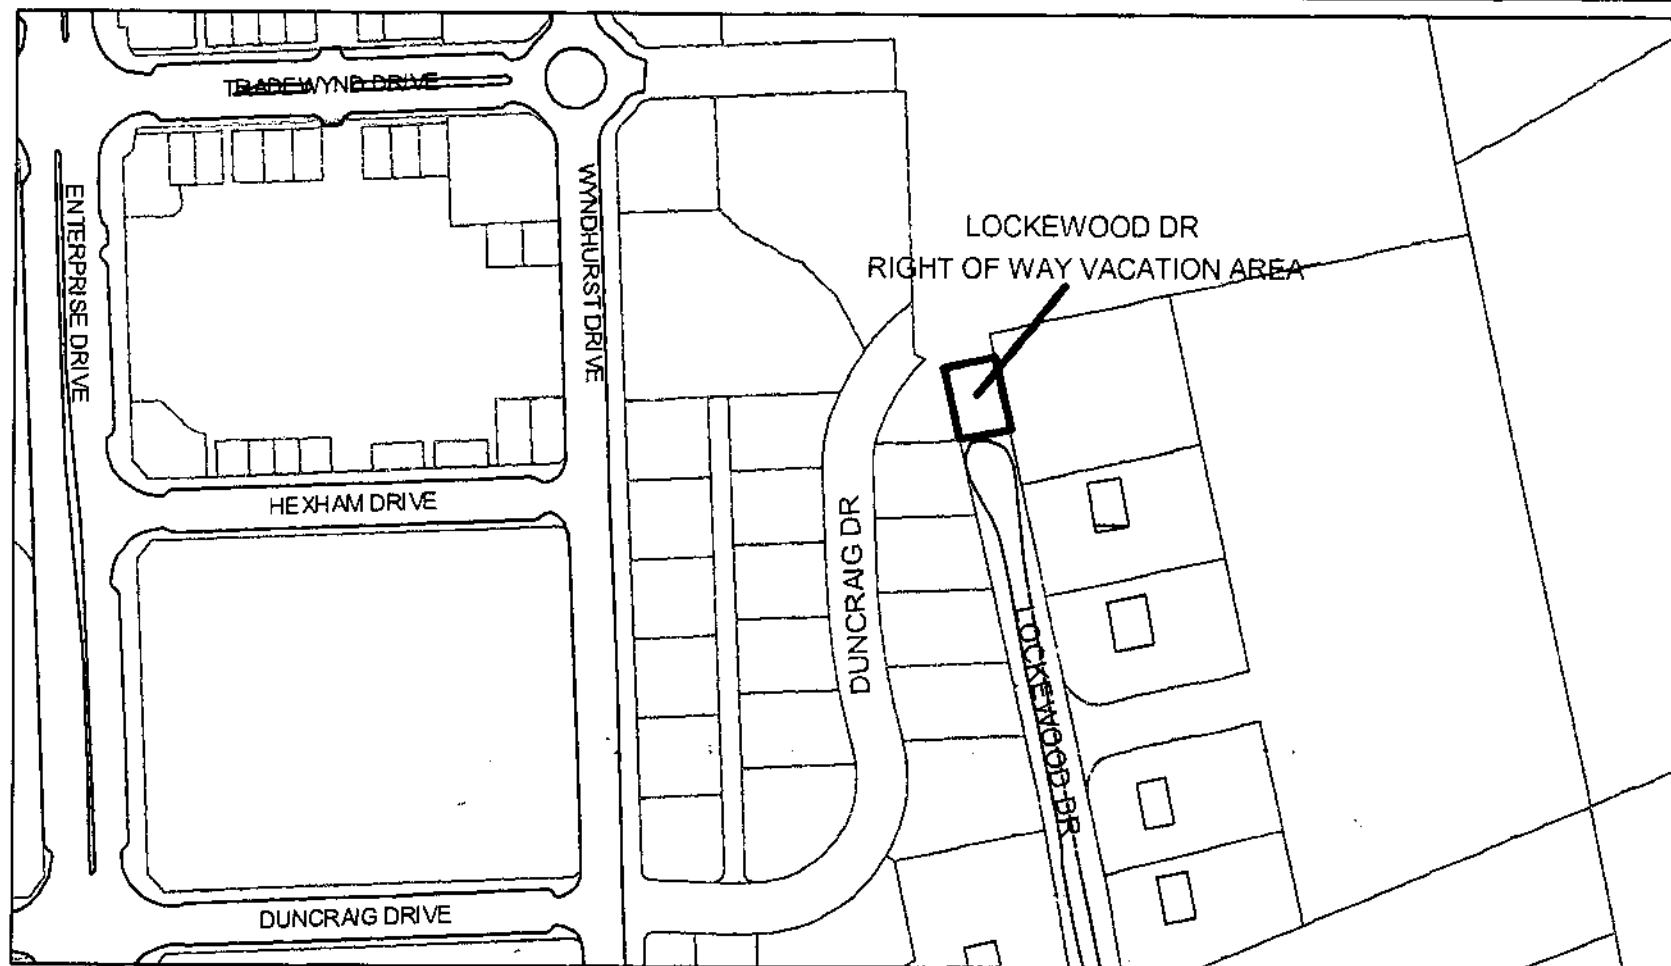 TRADEWYND DRIVE
ENTERPRISE DRIVE
WYNDHURST DRIVE
LOCKEWOOD DR
RIGHT OF WAY VACATION AREA
HEXHAM DRIVE
DUNCRAIG DR
LOCKEWOOD DR
DUNCRAIG DRIVE